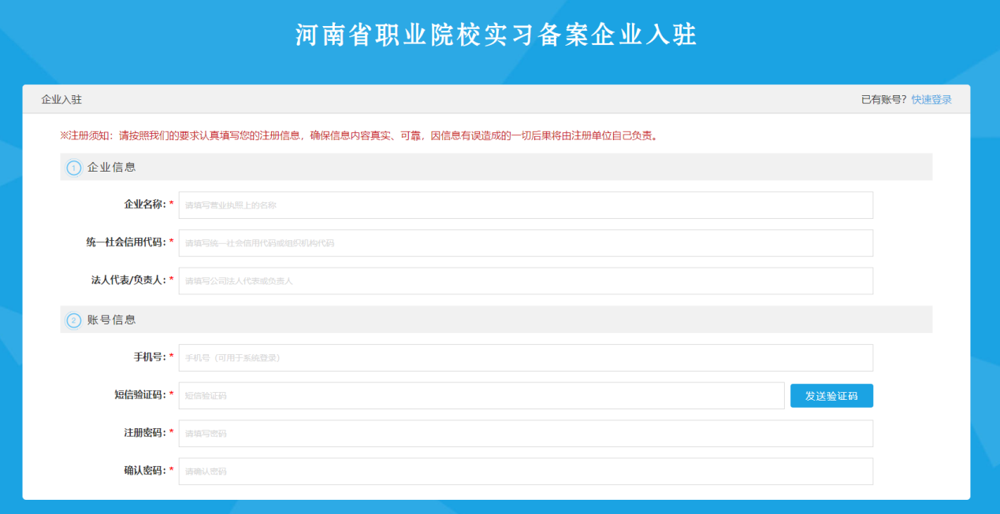 河南省职业院校实习备案企业入驻
企业入驻
已有账号? 快速登录
※注册须知：请按照我们的要求认真填写您的注册信息，确保信息内容真实、可靠，因信息有误造成的一切后果将由注册单位自己负责。
1 企业信息
企业名称：* 请填写营业执照上的名称
统一社会信用代码：* 请填写统一社会信用代码或组织机构代码
法人代表/负责人：* 请填写公司法人代表或负责人
2 账号信息
手机号：* 手机号（可用于系统登录）
短信验证码：* 短信验证码 发送验证码
注册密码：* 请填写密码
确认密码：* 请确认密码